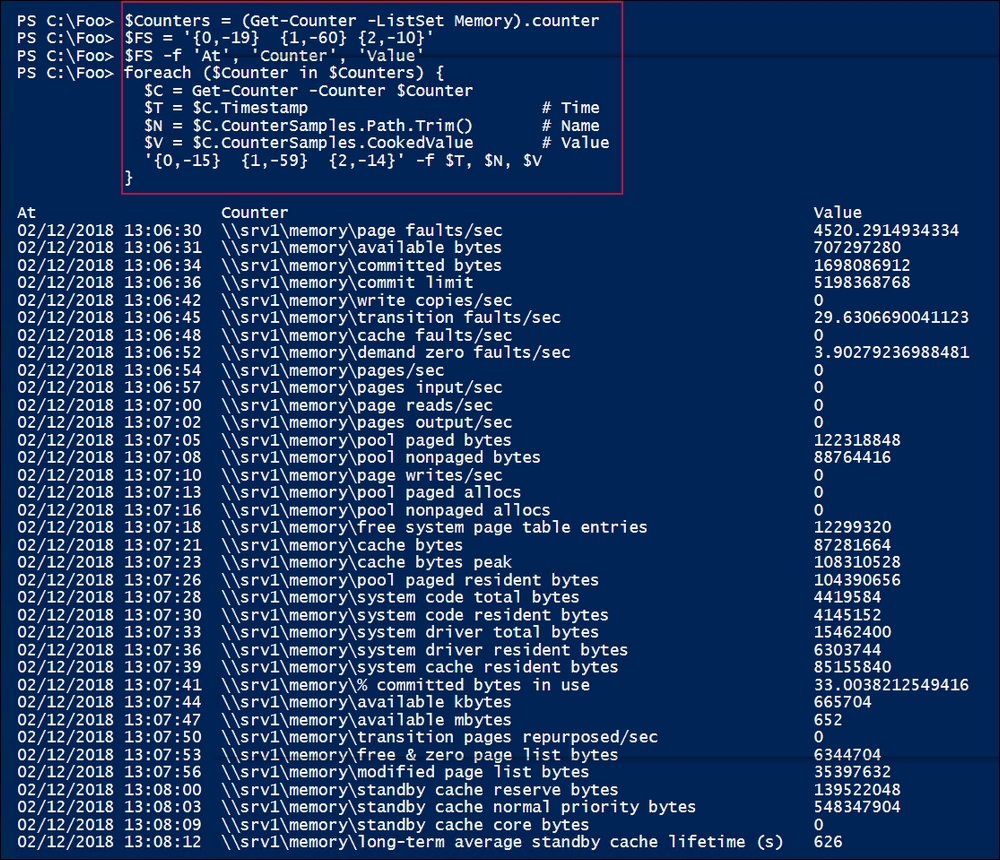 PS C:\Foo> $Counters = (Get-Counter -ListSet Memory).counter
PS C:\Foo> $FS = '{0,-19}  {1,-60} {2,-10}'
PS C:\Foo> $FS -f 'At', 'Counter', 'Value'
PS C:\Foo> foreach ($Counter in $Counters) {
             $C = Get-Counter -Counter $Counter
             $T = $C.Timestamp                        # Time
             $N = $C.CounterSamples.Path.Trim()       # Name
             $V = $C.CounterSamples.CookedValue       # Value
             '{0,-15}  {1,-59}  {2,-14}' -f $T, $N, $V
           }
At                   Counter                                                      Value
02/12/2018 13:06:30  \\srv1\memory\page faults/sec                                4520.2914934334
02/12/2018 13:06:31  \\srv1\memory\available bytes                                707297280
02/12/2018 13:06:34  \\srv1\memory\committed bytes                                1698086912
02/12/2018 13:06:36  \\srv1\memory\commit limit                                   5198368768
02/12/2018 13:06:42  \\srv1\memory\write copies/sec                               0
02/12/2018 13:06:45  \\srv1\memory\transition faults/sec                          29.6306690041123
02/12/2018 13:06:48  \\srv1\memory\cache faults/sec                               0
02/12/2018 13:06:52  \\srv1\memory\demand zero faults/sec                         3.90279236988481
02/12/2018 13:06:54  \\srv1\memory\pages/sec                                      0
02/12/2018 13:06:57  \\srv1\memory\pages input/sec                                0
02/12/2018 13:07:00  \\srv1\memory\page reads/sec                                 0
02/12/2018 13:07:02  \\srv1\memory\pages output/sec                               0
02/12/2018 13:07:05  \\srv1\memory\pool paged bytes                               122318848
02/12/2018 13:07:08  \\srv1\memory\pool nonpaged bytes                            88764416
02/12/2018 13:07:10  \\srv1\memory\page writes/sec                                0
02/12/2018 13:07:13  \\srv1\memory\pool paged allocs                              0
02/12/2018 13:07:16  \\srv1\memory\pool nonpaged allocs                           0
02/12/2018 13:07:18  \\srv1\memory\free system page table entries                 12299320
02/12/2018 13:07:21  \\srv1\memory\cache bytes                                    87281664
02/12/2018 13:07:23  \\srv1\memory\cache bytes peak                               108310528
02/12/2018 13:07:26  \\srv1\memory\pool paged resident bytes                      104390656
02/12/2018 13:07:28  \\srv1\memory\system code total bytes                        4419584
02/12/2018 13:07:30  \\srv1\memory\system code resident bytes                     4145152
02/12/2018 13:07:33  \\srv1\memory\system driver total bytes                      15462400
02/12/2018 13:07:36  \\srv1\memory\system driver resident bytes                   6303744
02/12/2018 13:07:39  \\srv1\memory\system cache resident bytes                    85155840
02/12/2018 13:07:41  \\srv1\memory\% committed bytes in use                       33.0038212549416
02/12/2018 13:07:44  \\srv1\memory\available kbytes                               665704
02/12/2018 13:07:47  \\srv1\memory\available mbytes                               652
02/12/2018 13:07:50  \\srv1\memory\transition pages repurposed/sec                0
02/12/2018 13:07:53  \\srv1\memory\free & zero page list bytes                    6344704
02/12/2018 13:07:56  \\srv1\memory\modified page list bytes                       35397632
02/12/2018 13:08:00  \\srv1\memory\standby cache reserve bytes                    139522048
02/12/2018 13:08:03  \\srv1\memory\standby cache normal priority bytes            548347904
02/12/2018 13:08:09  \\srv1\memory\standby cache core bytes                       0
02/12/2018 13:08:12  \\srv1\memory\long-term average standby cache lifetime (s)   626